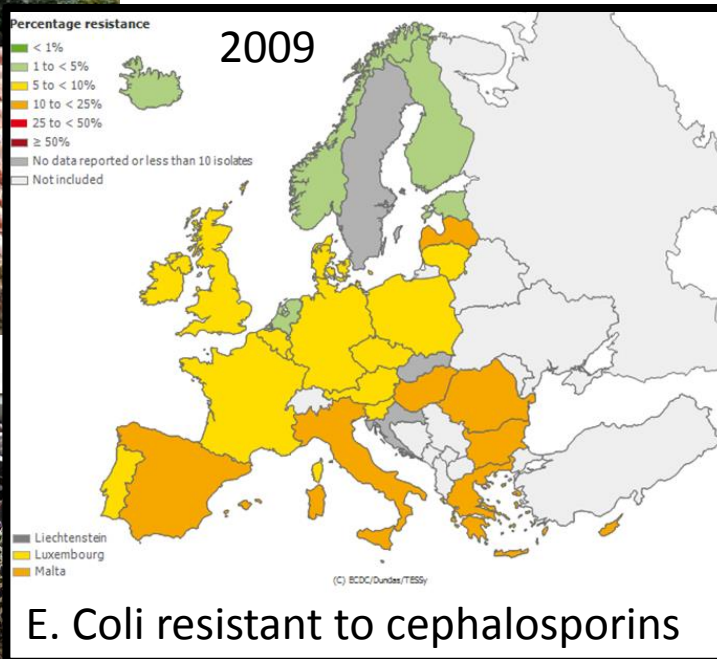 Percentage resistance
2009
< 1%
1 to < 5%
5 to < 10%
10 to < 25%
25 to < 50%
≥ 50%
No data reported or less than 10 isolates
Not included
Liechtenstein
Luxembourg
Malta
(C) ECDC/Dundas/TESSy
E. Coli resistant to cephalosporins